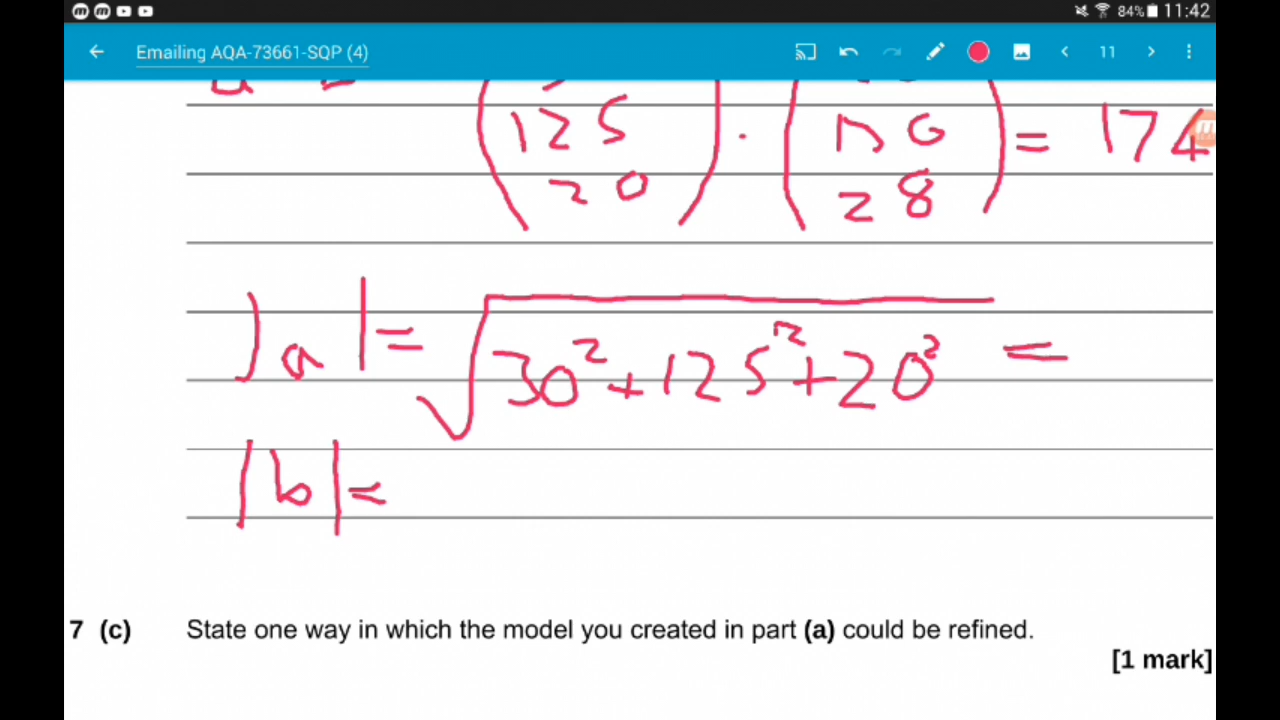 84% 11:42
Emailing AQA-73661-SQP (4) 11
125 · = 174
20 28
|a| = √30²+125²+20² =
|b| =
7 (c) State one way in which the model you created in part (a) could be refined.
[1 mark]